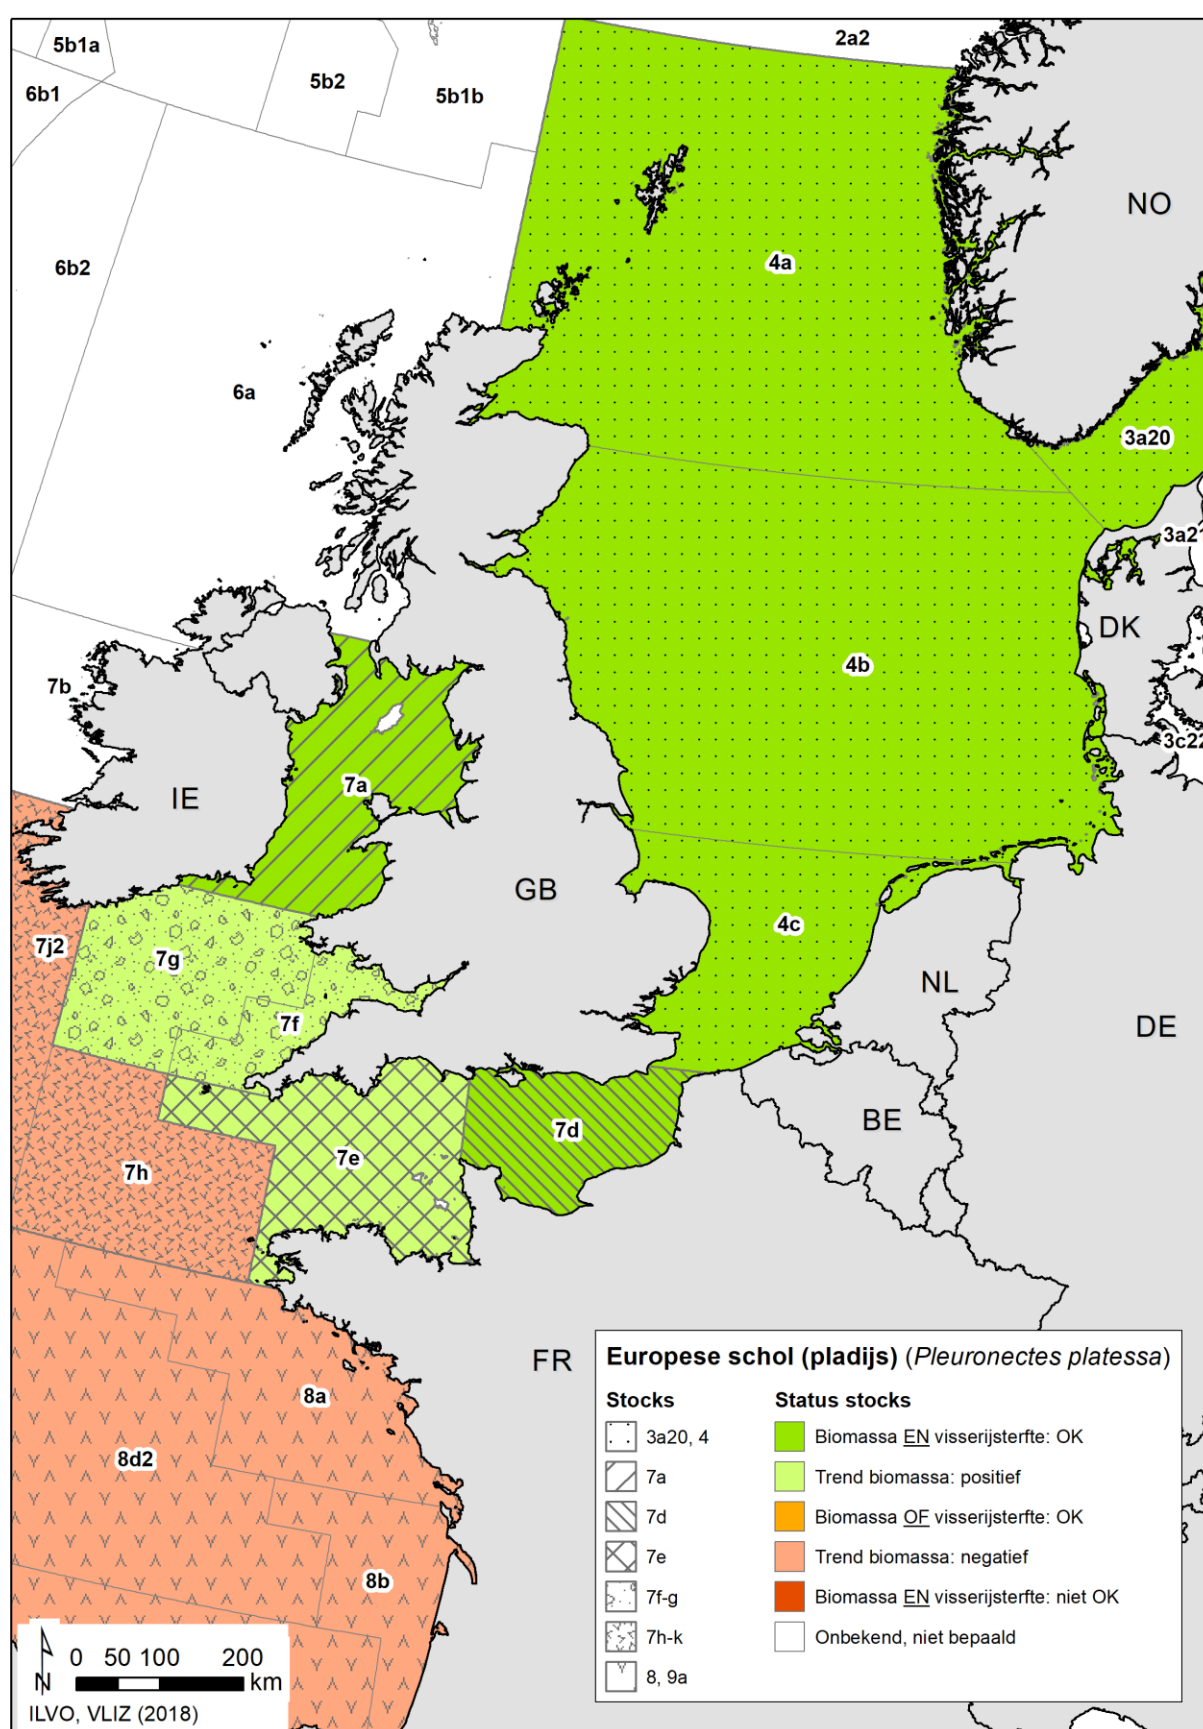 2a2
5b1a
5b2
6b1
5b1b
NO
6b2
4a
6a
3a20
3a2
DK
4b
7b
3c22
7a
IE
GB
4c
7j2
7g
NL
7f
DE
BE
7d
7e
7h
FR
8a
8d2
8b
Europese schol (pladijs) (Pleuronectes platessa)
Stocks
3a20, 4
7a
7d
7e
7f-g
7h-k
8, 9a
Status stocks
Biomassa EN visserijsterfte: OK
Trend biomassa: positief
Biomassa OF visserijsterfte: OK
Trend biomassa: negatief
Biomassa EN visserijsterfte: niet OK
Onbekend, niet bepaald
N
0 50 100 200
km
ILVO, VLIZ (2018)